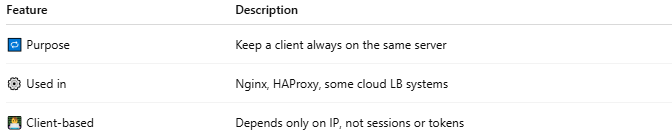 Feature Description
Purpose Keep a client always on the same server
Used in Nginx, HAProxy, some cloud LB systems
Client-based Depends only on IP, not sessions or tokens